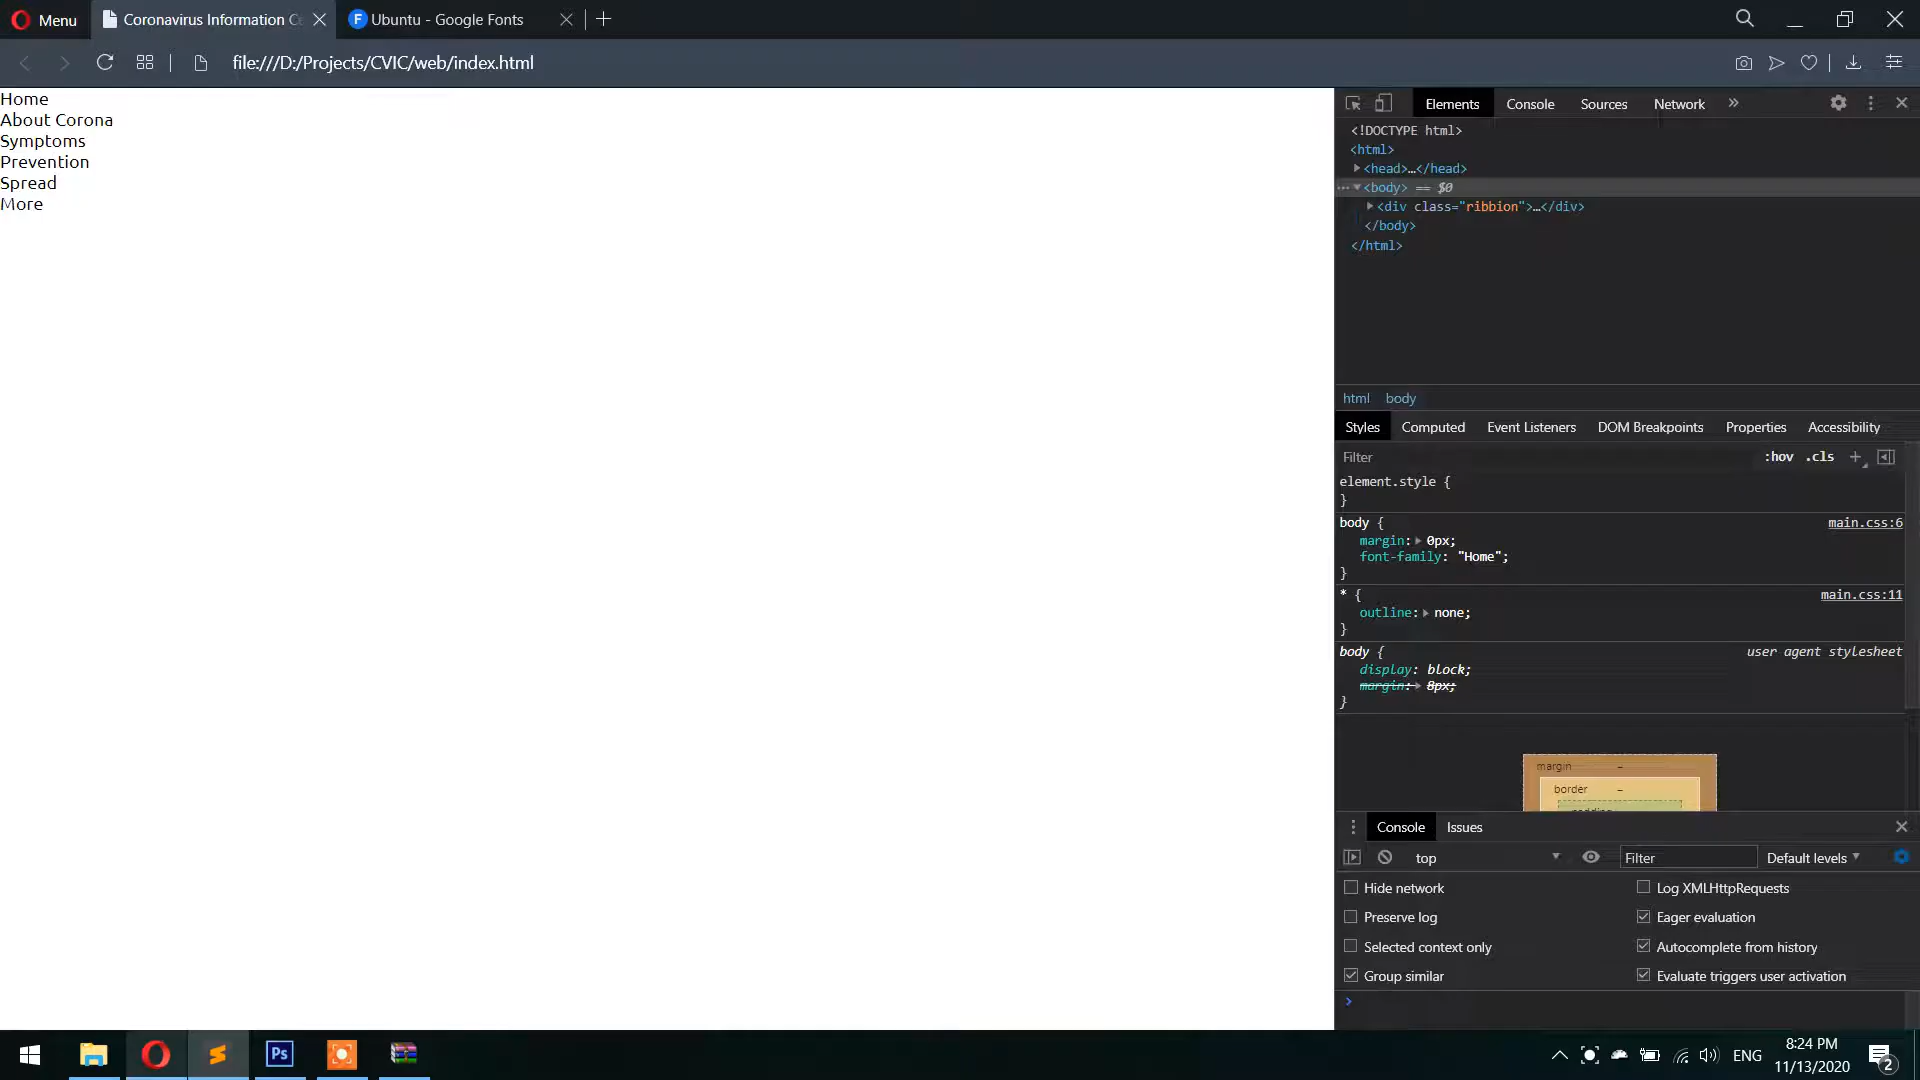 Menu
Coronavirus Information Ce
Ubuntu - Google Fonts
file:///D:/Projects/CVIC/web/index.html
Home
About Corona
Symptoms
Prevention
Spread
More
Elements Console Sources Network »
<!DOCTYPE html>
<html>
<head>…</head>
<body> == $0
<div class="ribbion">…</div>
</body>
</html>
html body
Styles Computed Event Listeners DOM Breakpoints Properties Accessibility
Filter :hov .cls +
element.style {
}
body { main.css:6
margin: 0px;
font-family: "Home";
}
* { main.css:11
outline: none;
}
body { user agent stylesheet
display: block;
margin: 8px;
}
margin –
border –
Console Issues
top Filter Default levels
Hide network Log XMLHttpRequests
Preserve log Eager evaluation
Selected context only Autocomplete from history
Group similar Evaluate triggers user activation
Ps
ENG
8:24 PM
11/13/2020
2